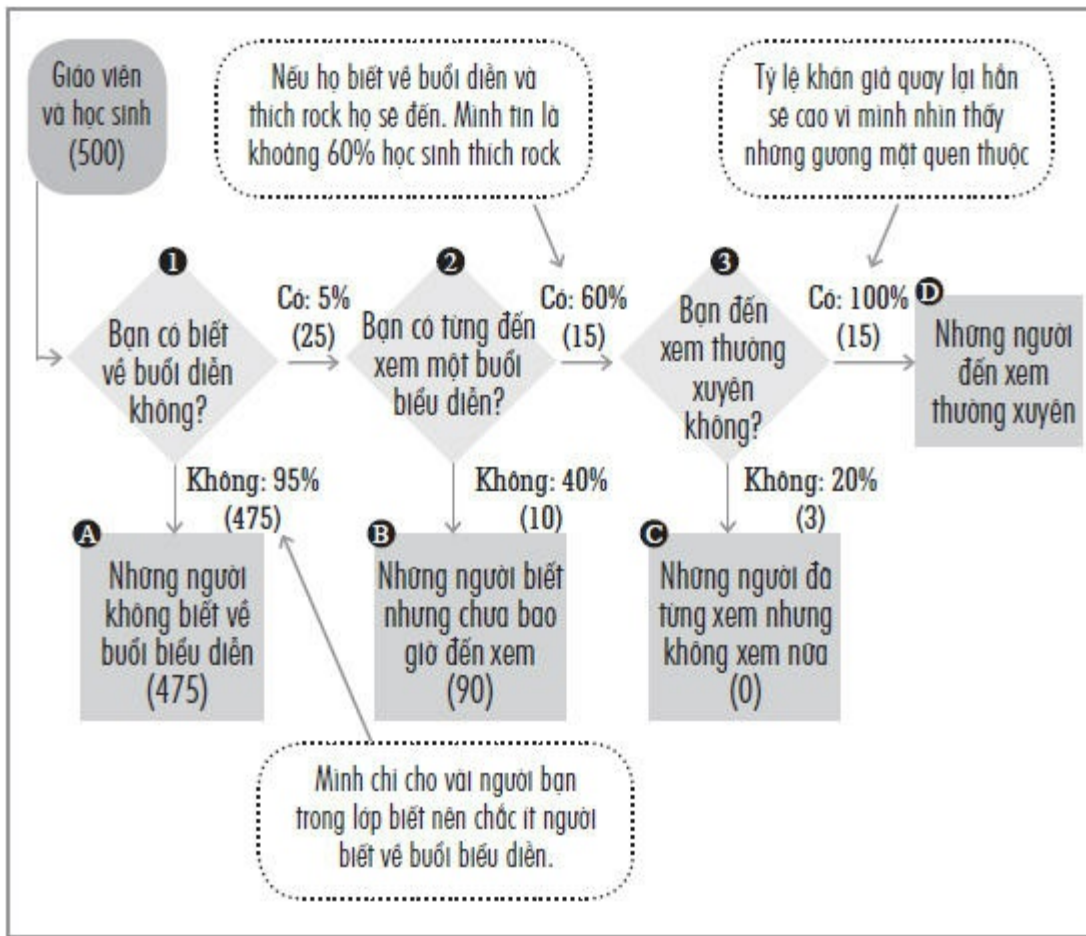 Giáo viên
và học sinh
(500)
Nếu họ biết về buổi diễn và
thích rock họ sẽ đến. Mình tin là
khoảng 60% học sinh thích rock
Tỷ lệ khán giả quay lại hẳn
sẽ cao vì mình nhìn thấy
những gương mặt quen thuộc
1
Bạn có biết
về buổi diễn
không?
Có: 5%
(25)
2
Bạn có từng đến
xem một buổi
biểu diễn?
Có: 60%
(15)
3
Bạn đến
xem thường
xuyên
không?
Có: 100%
(15)
D
Những người
đến xem
thường xuyên
Không: 95%
(475)
A
Những người
không biết về
buổi biểu diễn
(475)
Không: 40%
(10)
B
Những người biết
nhưng chưa bao
giờ đến xem
(90)
Không: 20%
(3)
C
Những người đã
từng xem nhưng
không xem nữa
(0)
Mình chỉ cho vài người bạn
trong lớp biết nên chắc ít người
biết về buổi biểu diễn.